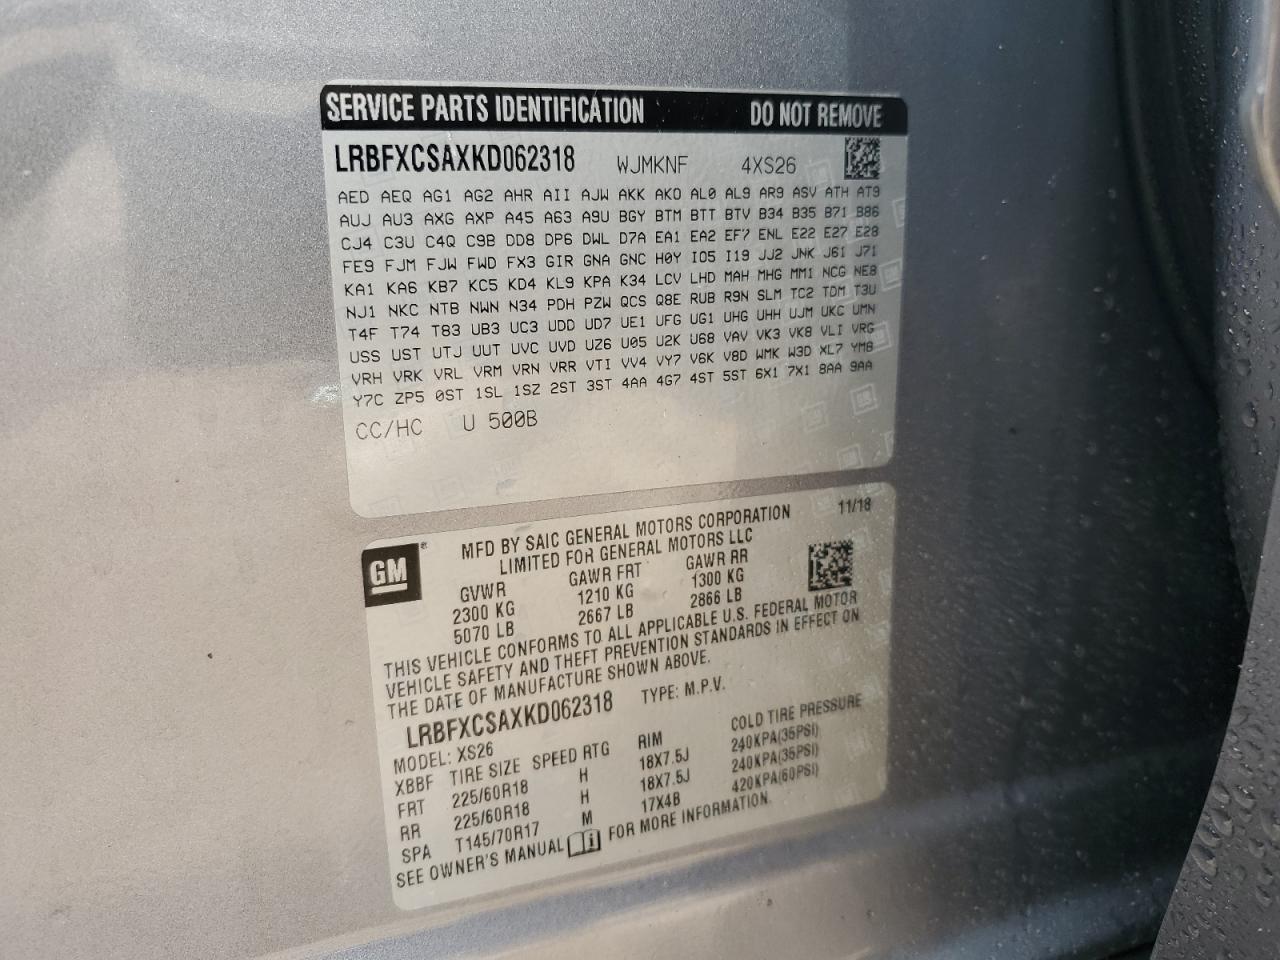 SERVICE PARTS IDENTIFICATION DO NOT REMOVE
LRBFXCSAXKD062318 WJMKNF 4XS26
AED AEQ AG1 AG2 AHR AII AJW AKK AKO AL0 AL9 AR9 ASV ATH AT9
AUJ AU3 AXG AXP A45 A63 A9U BGY BTM BTT BTV B34 B35 B71 B86
CJ4 C3U C4Q C9B DD8 DP6 DWL D7A EA1 EA2 EF7 ENL E22 E27 E28
FE9 FJM FJW FWD FX3 GIR GNA GNC H0Y IO5 I19 JJ2 JNK J61 J71
KA1 KA6 KB7 KC5 KD4 KL9 KPA K34 LCV LHD MAH MHG MM1 NCG NE8
NJ1 NKC NTB NWN N34 PDH PZW QCS Q8E RUB R9N SLM TC2 TDM T3U
T4F T74 T83 UB3 UC3 UDD UD7 UE1 UFG UG1 UHG UHH UJM UKC UMN
USS UST UTJ UUT UVC UVD UZ6 U05 U2K U68 VAV VK3 VK8 VLI VRG
VRH VRK VRL VRM VRN VRR VTI VV4 VY7 V6K V8D WMK W3D XL7 YM8
Y7C ZP5 0ST 1SL 1SZ 2ST 3ST 4AA 4G7 4ST 5ST 6X1 7X1 8AA 9AA
CC/HC U 500B
GM ® MFD BY SAIC GENERAL MOTORS CORPORATION 11/18
LIMITED FOR GENERAL MOTORS LLC
GVWR GAWR FRT GAWR RR
2300 KG 1210 KG 1300 KG
5070 LB 2667 LB 2866 LB
THIS VEHICLE CONFORMS TO ALL APPLICABLE U.S. FEDERAL MOTOR
VEHICLE SAFETY AND THEFT PREVENTION STANDARDS IN EFFECT ON
THE DATE OF MANUFACTURE SHOWN ABOVE.
LRBFXCSAXKD062318 TYPE: M.P.V.
MODEL: XS26
XBBF TIRE SIZE SPEED RTG RIM COLD TIRE PRESSURE
FRT 225/60R18 H 18X7.5J 240KPA(35PSI)
RR 225/60R18 H 18X7.5J 240KPA(35PSI)
SPA T145/70R17 M 17X4B 420KPA(60PSI)
SEE OWNER'S MANUAL FOR MORE INFORMATION.